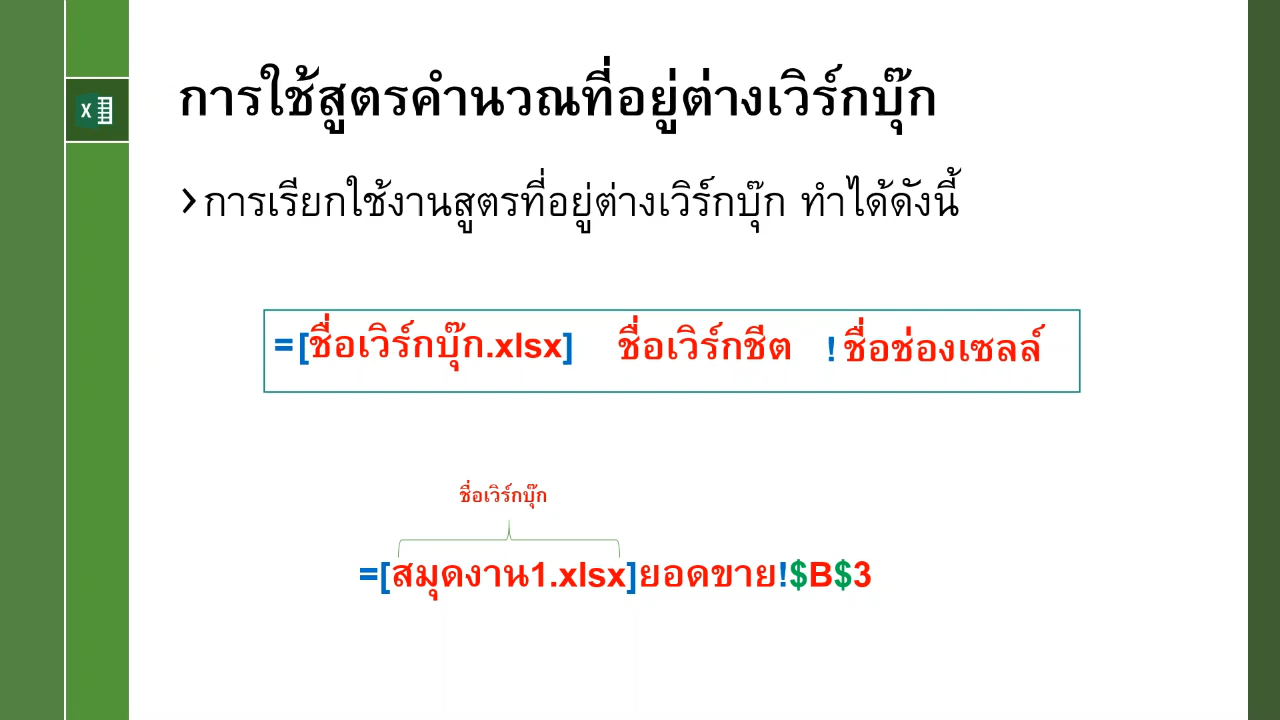 การใช้สูตรคำนวณที่อยู่ต่างเวิร์กบุ๊ก
การเรียกใช้งานสูตรที่อยู่ต่างเวิร์กบุ๊ก ทำได้ดังนี้
=[ชื่อเวิร์กบุ๊ก.xlsx] ชื่อเวิร์กชีต !ชื่อช่องเซลล์
ชื่อเวิร์กบุ๊ก
=[สมุดงาน1.xlsx]ยอดขาย!$B$3